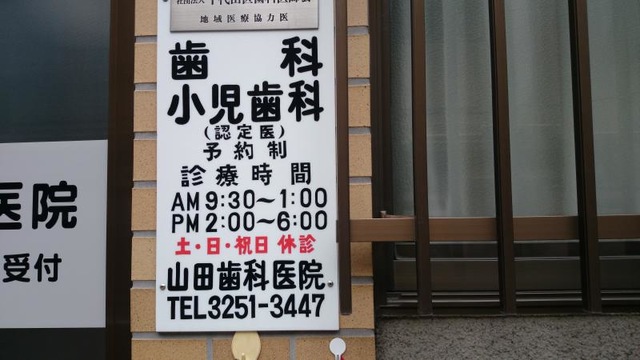 地域医療協力医
歯科
小児歯科
(認定医)
予約制
診療時間
AM 9:30～1:00
PM 2:00～6:00
土・日・祝日 休診
山田歯科医院
TEL3251-3447
医院
受付